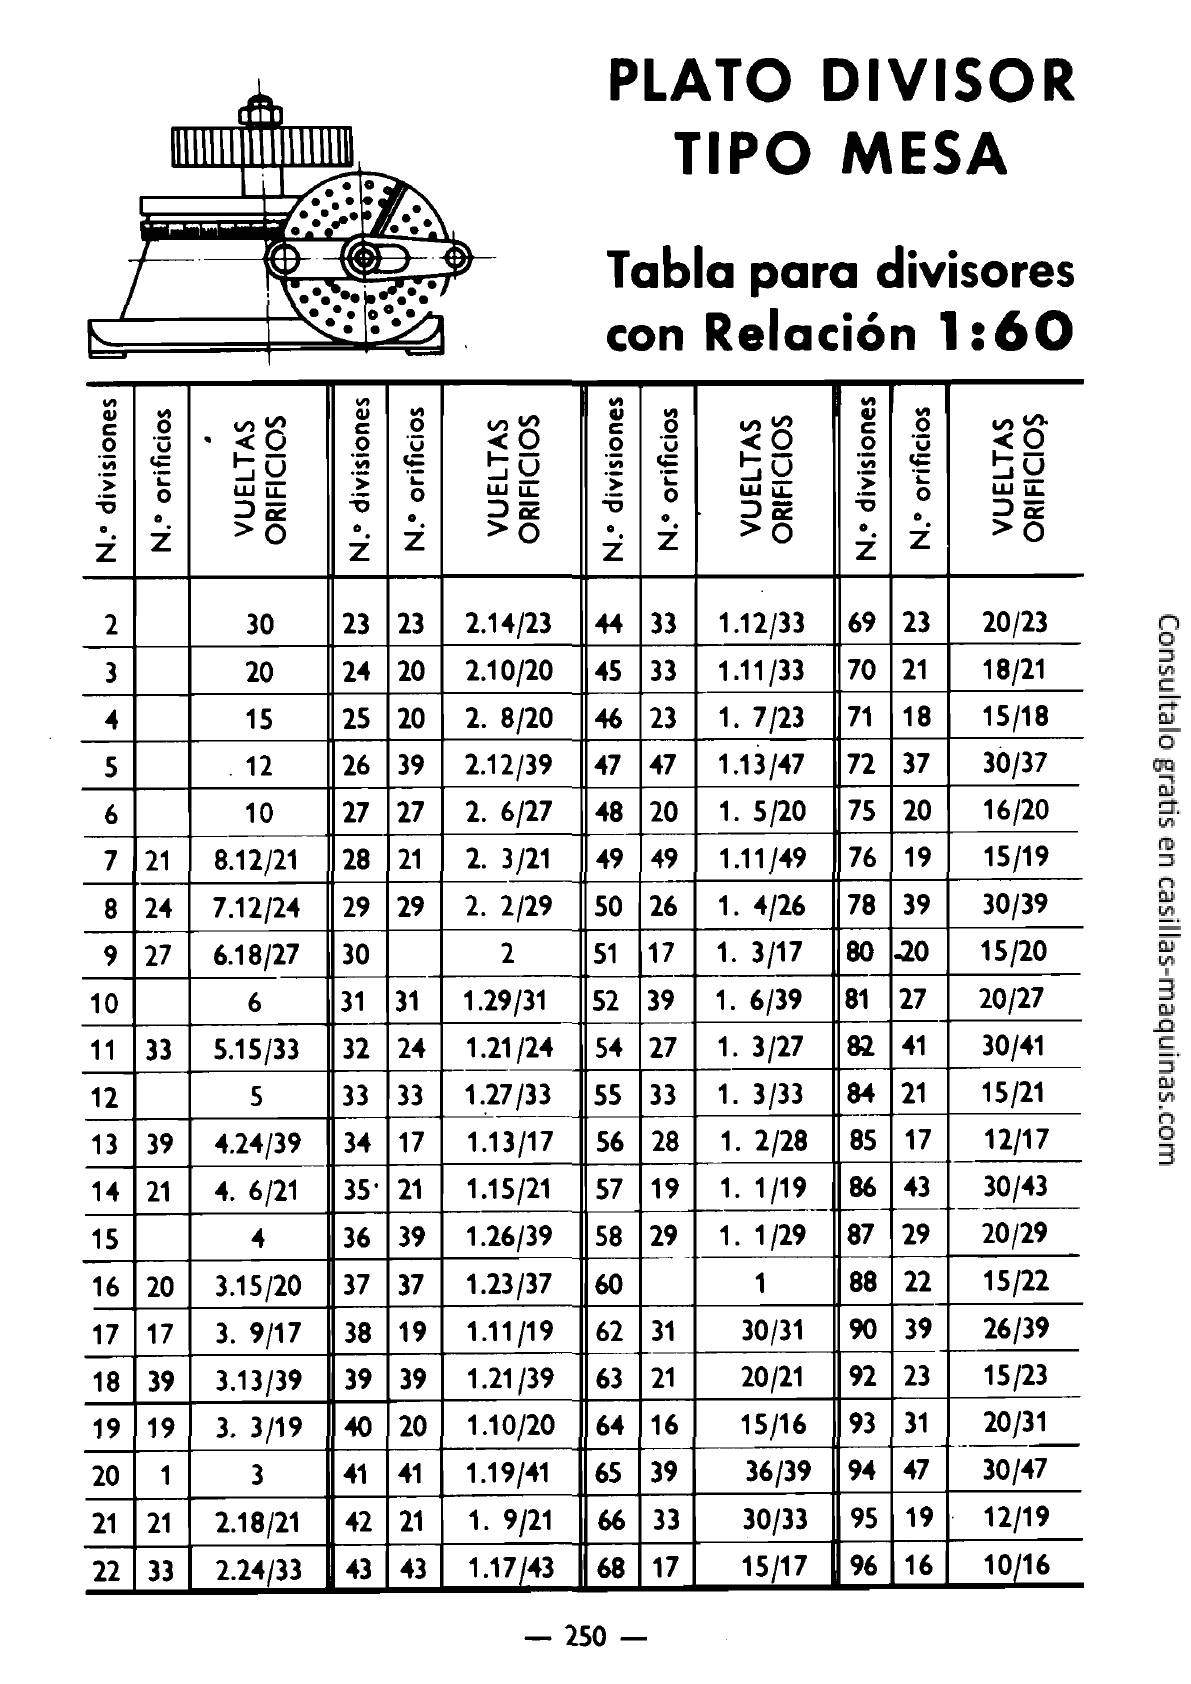 PLATO DIVISOR
TIPO MESA
Tabla para divisores
con Relación 1:60
N.º divisiones | N.º orificios | VUELTAS ORIFICIOS | N.º divisiones | N.º orificios | VUELTAS ORIFICIOS | N.º divisiones | N.º orificios | VUELTAS ORIFICIOS | N.º divisiones | N.º orificios | VUELTAS ORIFICIOS
2 | | 30 | 23 | 23 | 2.14/23 | 44 | 33 | 1.12/33 | 69 | 23 | 20/23
3 | | 20 | 24 | 20 | 2.10/20 | 45 | 33 | 1.11/33 | 70 | 21 | 18/21
4 | | 15 | 25 | 20 | 2. 8/20 | 46 | 23 | 1. 7/23 | 71 | 18 | 15/18
5 | | 12 | 26 | 39 | 2.12/39 | 47 | 47 | 1.13/47 | 72 | 37 | 30/37
6 | | 10 | 27 | 27 | 2. 6/27 | 48 | 20 | 1. 5/20 | 75 | 20 | 16/20
7 | 21 | 8.12/21 | 28 | 21 | 2. 3/21 | 49 | 49 | 1.11/49 | 76 | 19 | 15/19
8 | 24 | 7.12/24 | 29 | 29 | 2. 2/29 | 50 | 26 | 1. 4/26 | 78 | 39 | 30/39
9 | 27 | 6.18/27 | 30 | | 2 | 51 | 17 | 1. 3/17 | 80 | 20 | 15/20
10 | | 6 | 31 | 31 | 1.29/31 | 52 | 39 | 1. 6/39 | 81 | 27 | 20/27
11 | 33 | 5.15/33 | 32 | 24 | 1.21/24 | 54 | 27 | 1. 3/27 | 82 | 41 | 30/41
12 | | 5 | 33 | 33 | 1.27/33 | 55 | 33 | 1. 3/33 | 84 | 21 | 15/21
13 | 39 | 4.24/39 | 34 | 17 | 1.13/17 | 56 | 28 | 1. 2/28 | 85 | 17 | 12/17
14 | 21 | 4. 6/21 | 35 | 21 | 1.15/21 | 57 | 19 | 1. 1/19 | 86 | 43 | 30/43
15 | | 4 | 36 | 39 | 1.26/39 | 58 | 29 | 1. 1/29 | 87 | 29 | 20/29
16 | 20 | 3.15/20 | 37 | 37 | 1.23/37 | 60 | | 1 | 88 | 22 | 15/22
17 | 17 | 3. 9/17 | 38 | 19 | 1.11/19 | 62 | 31 | 30/31 | 90 | 39 | 26/39
18 | 39 | 3.13/39 | 39 | 39 | 1.21/39 | 63 | 21 | 20/21 | 92 | 23 | 15/23
19 | 19 | 3. 3/19 | 40 | 20 | 1.10/20 | 64 | 16 | 15/16 | 93 | 31 | 20/31
20 | 1 | 3 | 41 | 41 | 1.19/41 | 65 | 39 | 36/39 | 94 | 47 | 30/47
21 | 21 | 2.18/21 | 42 | 21 | 1. 9/21 | 66 | 33 | 30/33 | 95 | 19 | 12/19
22 | 33 | 2.24/33 | 43 | 43 | 1.17/43 | 68 | 17 | 15/17 | 96 | 16 | 10/16
— 250 —
Consultalo gratis en casillas-maquinas.com